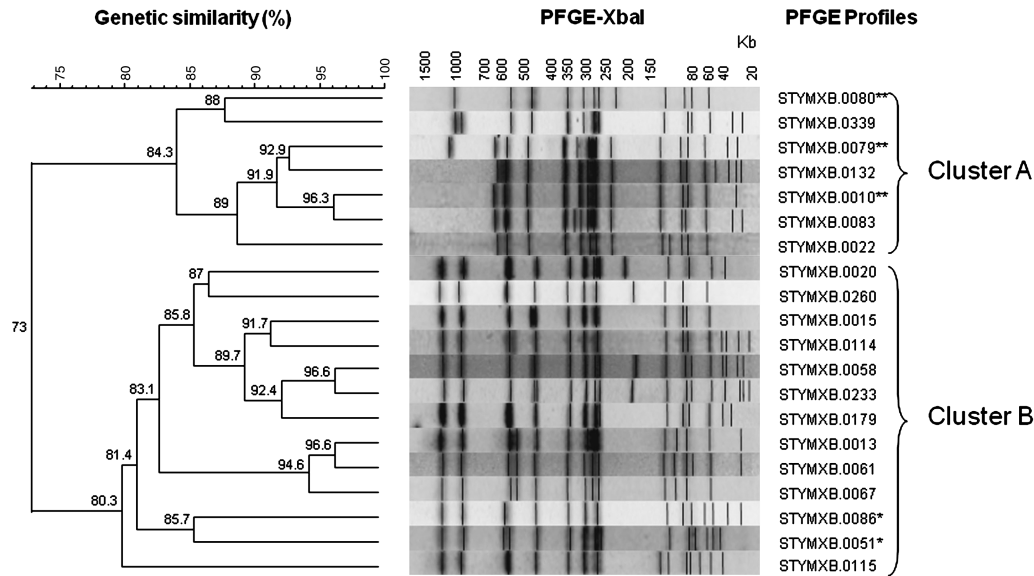 Genetic similarity (%) PFGE-XbaI PFGE Profiles
Kb
75 80 85 90 95 100 1500 1000 700 600 500 400 350 300 250 200 150 80 60 40 20
88 STYMXB.0080**
STYMXB.0339
84.3 92.9 STYMXB.0079**
91.9 STYMXB.0132 Cluster A
89 96.3 STYMXB.0010**
STYMXB.0083
STYMXB.0022
87 STYMXB.0020
STYMXB.0260
85.8 91.7 STYMXB.0015
73 89.7 STYMXB.0114
96.6 STYMXB.0058
83.1 92.4 STYMXB.0233
STYMXB.0179 Cluster B
96.6 STYMXB.0013
81.4 94.6 STYMXB.0061
STYMXB.0067
80.3 85.7 STYMXB.0086*
STYMXB.0051*
STYMXB.0115